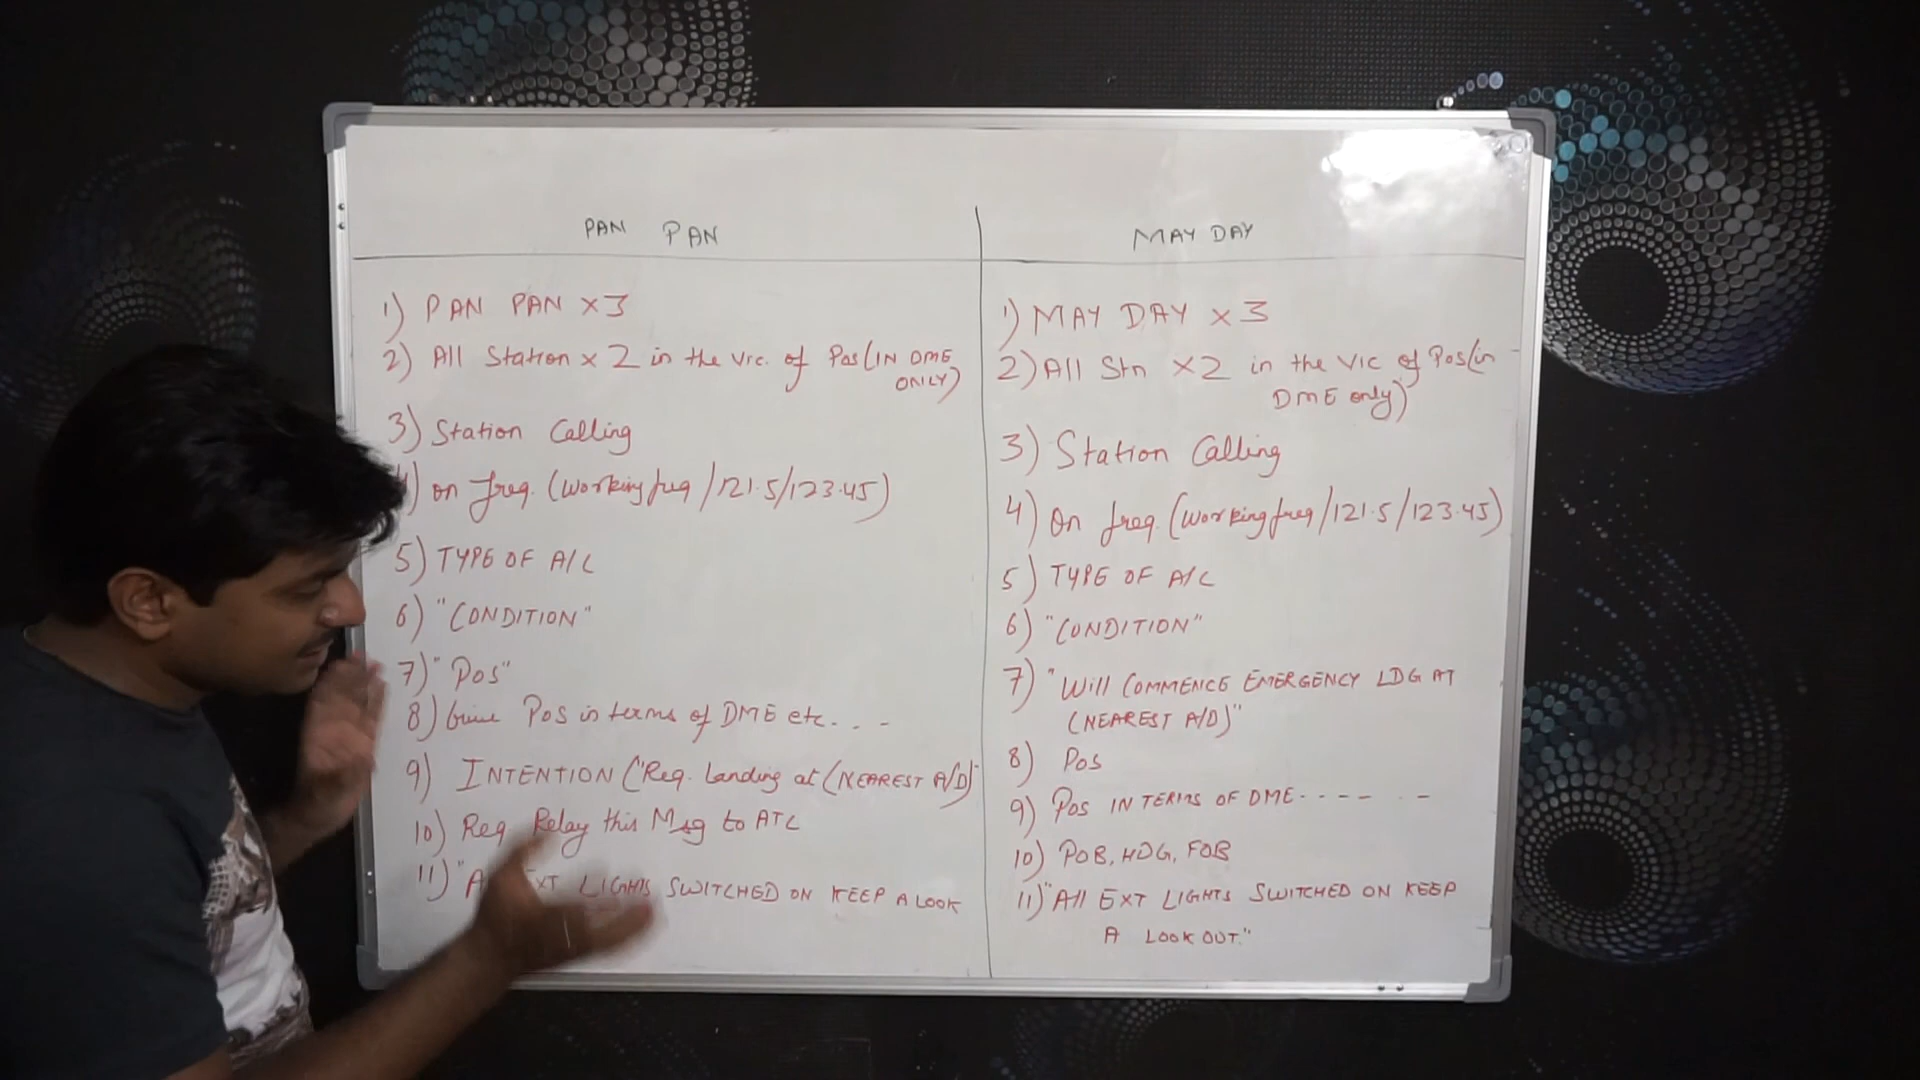 PAN PAN
1) PAN PAN x3
2) All Station x 2 in the vic. of Pos (IN DME
ONLY)
3) Station Calling
) on freq. (working freq /121.5/123.45)
5) TYPE OF A/C
6) "CONDITION"
7) "Pos"
8) Give Pos in terms of DME etc. . . -
9) INTENTION ("Req. Landing at (NEAREST A/D)"
10) Req Relay this Msg to ATC
11) "A EXT LIGHTS SWITCHED ON KEEP A LOOK
MAY DAY
1) MAY DAY x 3
2) All Stn x2 in the vic of Pos (in
DME only)
3) Station Calling
4) On freq. (working freq /121.5/123.45)
5) TYPE OF A/C
6) "CONDITION"
7) "Will COMMENCE EMERGENCY LDG AT
(NEAREST A/D)"
8) Pos
9) Pos IN TERMS OF DME - - - - - -
10) POB, HDG, FOB
11) "All EXT LIGHTS SWITCHED ON KEEP
A LOOK OUT."